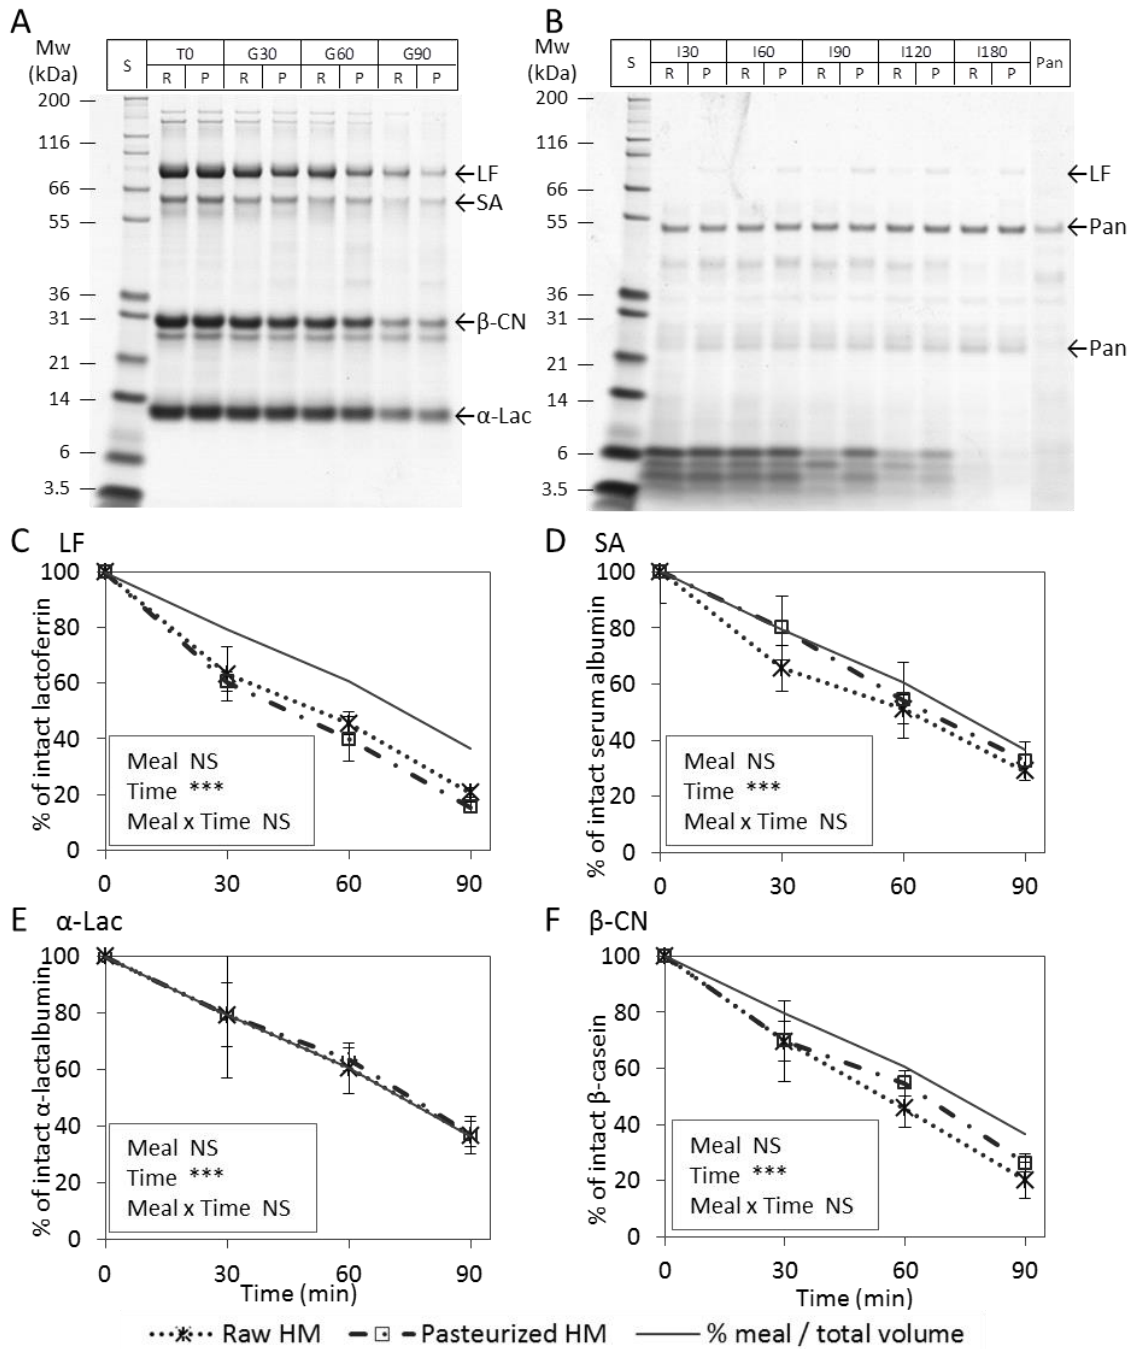 A
Mw
(kDa)
S T0 G30 G60 G90
R P R P R P R P
200
116
66
55
36
31
21
14
6
3.5
←LF
←SA
←β-CN
←α-Lac
B
Mw
(kDa)
S I30 I60 I90 I120 I180 Pan
R P R P R P R P R P
200
116
66
55
36
31
21
14
6
3.5
←LF
←Pan
←Pan
C LF
% of intact lactoferrin
100
80
60
40
20
0
Meal NS
Time ***
Meal x Time NS
0 30 60 90
D SA
% of intact serum albumin
100
80
60
40
20
0
Meal NS
Time ***
Meal x Time NS
0 30 60 90
E α-Lac
% of intact α-lactalbumin
100
80
60
40
20
0
Meal NS
Time ***
Meal x Time NS
0 30 60 90
Time (min)
F β-CN
% of intact β-casein
100
80
60
40
20
0
Meal NS
Time ***
Meal x Time NS
0 30 60 90
Time (min)
Raw HM Pasteurized HM % meal / total volume